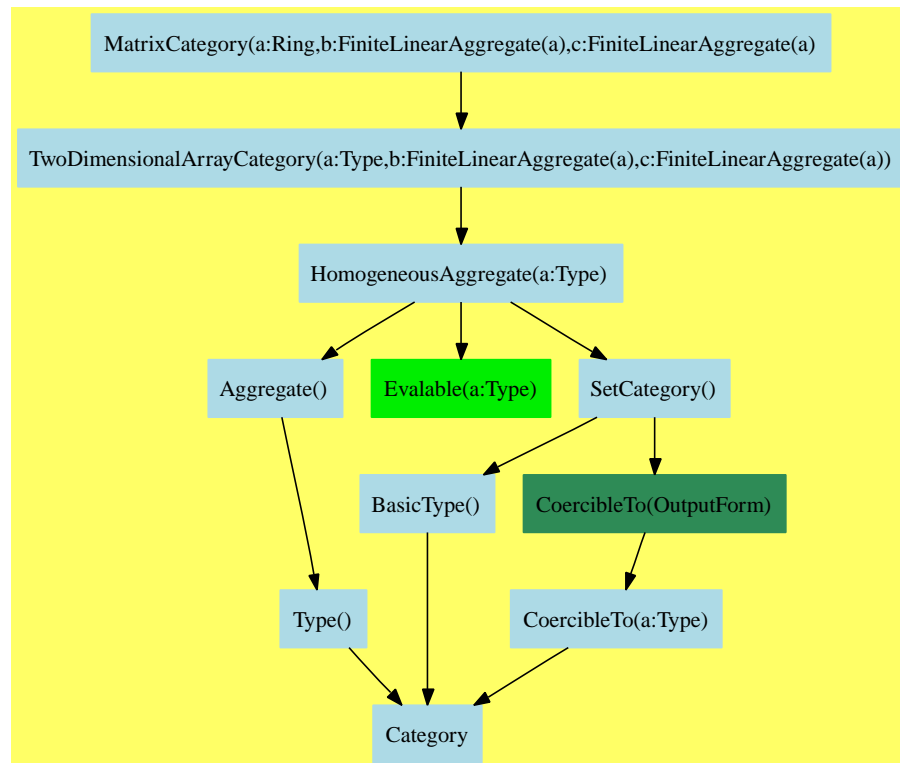 MatrixCategory(a:Ring,b:FiniteLinearAggregate(a),c:FiniteLinearAggregate(a)
TwoDimensionalArrayCategory(a:Type,b:FiniteLinearAggregate(a),c:FiniteLinearAggregate(a))
HomogeneousAggregate(a:Type)
Aggregate()
Evalable(a:Type)
SetCategory()
BasicType()
CoercibleTo(OutputForm)
Type()
CoercibleTo(a:Type)
Category